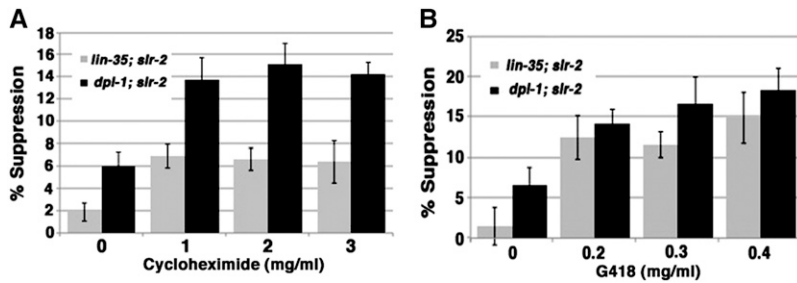 A
% Suppression
18
16
14
12
10
8
6
4
2
0
lin-35; slr-2
dpl-1; slr-2
0 1 2 3
Cycloheximide (mg/ml)
B
% Suppression
25
20
15
10
5
0
lin-35; slr-2
dpl-1; slr-2
0 0.2 0.3 0.4
G418 (mg/ml)